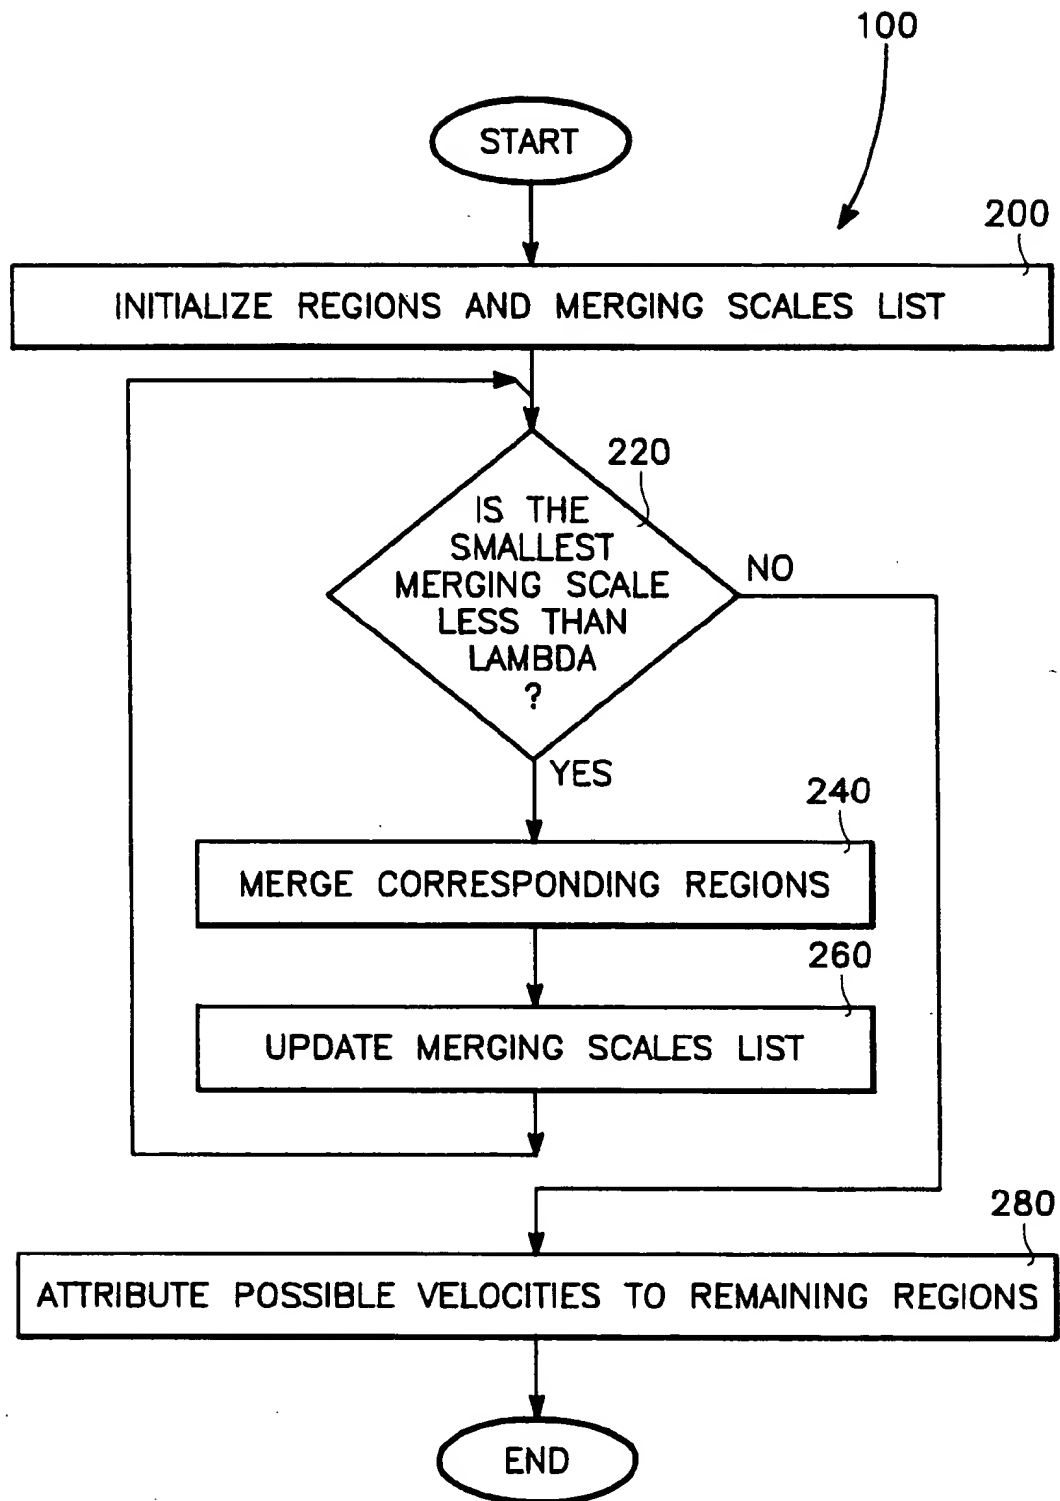 100
START
200
INITIALIZE REGIONS AND MERGING SCALES LIST
220
IS THE
SMALLEST
MERGING SCALE
LESS THAN
LAMBDA
?
NO
YES
240
MERGE CORRESPONDING REGIONS
260
UPDATE MERGING SCALES LIST
280
ATTRIBUTE POSSIBLE VELOCITIES TO REMAINING REGIONS
END